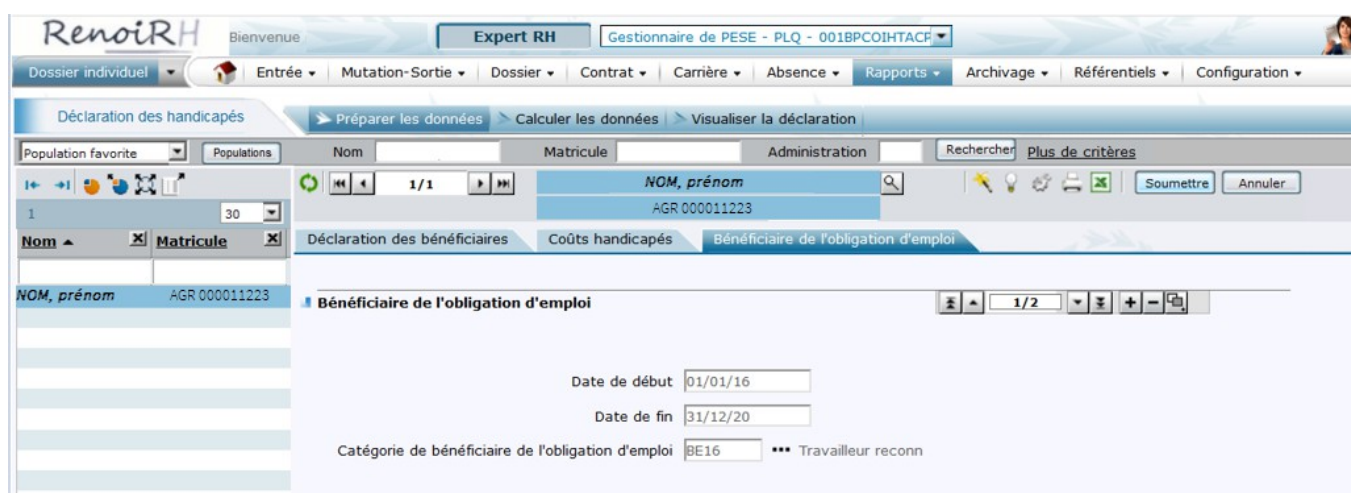 RenoiRH Bienvenue Expert RH Gestionnaire de PESE - PLQ - 001BPCOIHTACF
Dossier individuel Entrée Mutation-Sortie Dossier Contrat Carrière Absence Rapports Archivage Référentiels Configuration
Déclaration des handicapés Préparer les données Calculer les données Visualiser la déclaration
Population favorite Populations Nom Matricule Administration Rechercher Plus de critères
1/1 NOM, prénom Soumettre Annuler
1 30 AGR 000011223
Nom Matricule Déclaration des bénéficiaires Coûts handicapés Bénéficiaire de l'obligation d'emploi
NOM, prénom AGR 000011223
Bénéficiaire de l'obligation d'emploi 1/2
Date de début 01/01/16
Date de fin 31/12/20
Catégorie de bénéficiaire de l'obligation d'emploi BE16 ••• Travailleur reconn